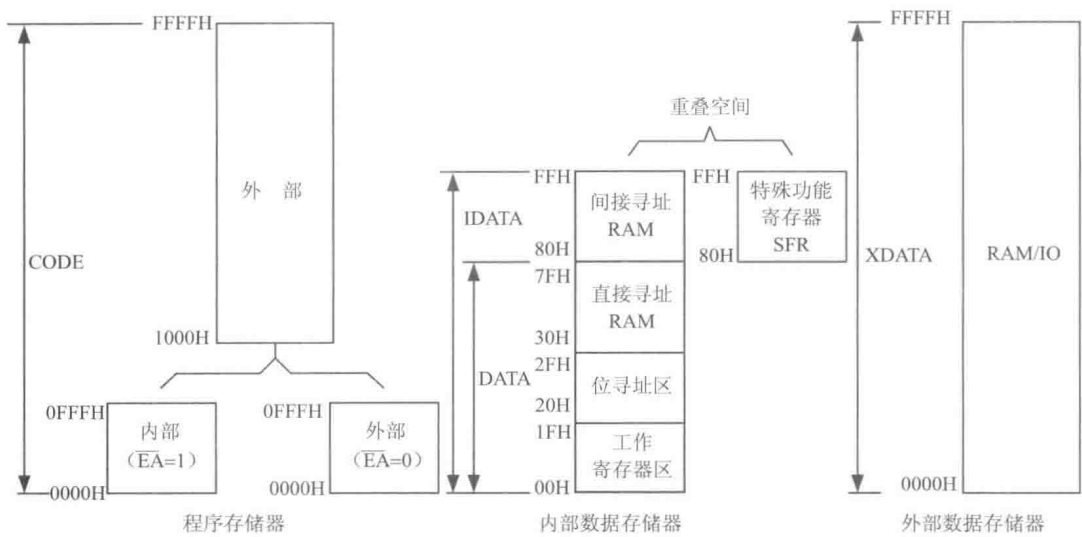 FFFFH
外 部
CODE
1000H
0FFFH
内部
(EA=1)
0000H
0FFFH
外部
(EA=0)
0000H
程序存储器
重叠空间
FFH
间接寻址
RAM
IDATA
80H
7FH
直接寻址
RAM
30H
DATA
2FH
位寻址区
20H
1FH
工作
寄存器区
00H
内部数据存储器
FFH
特殊功能
寄存器
SFR
80H
FFFFH
XDATA
RAM/IO
0000H
外部数据存储器